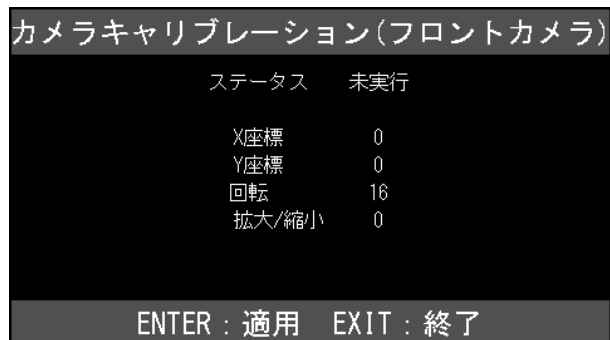 カメラキャリブレーション(フロントカメラ)
ステータス 未実行
X座標 0
Y座標 0
回転 16
拡大/縮小 0
ENTER：適用 EXIT：終了